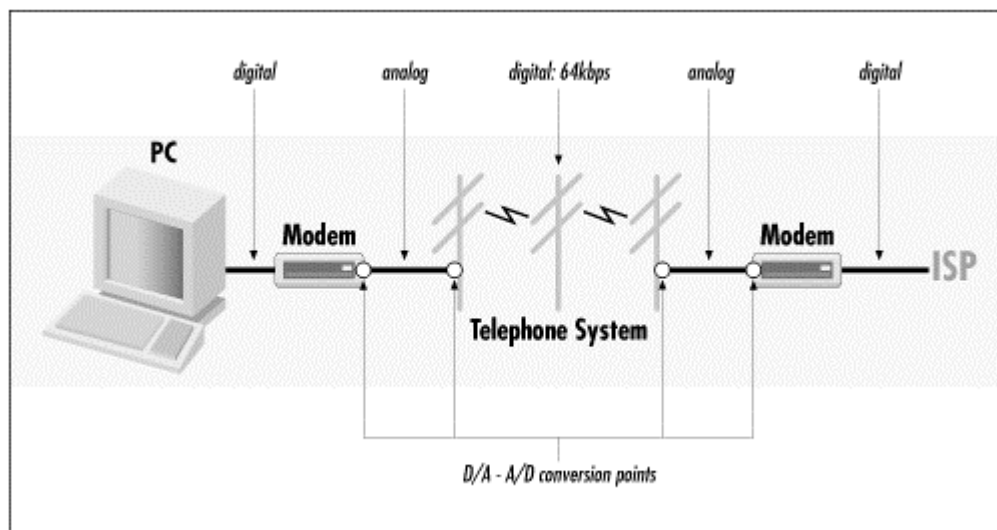 digital
analog
digital: 64kbps
analog
digital
PC
Modem
Modem
ISP
Telephone System
D/A - A/D conversion points